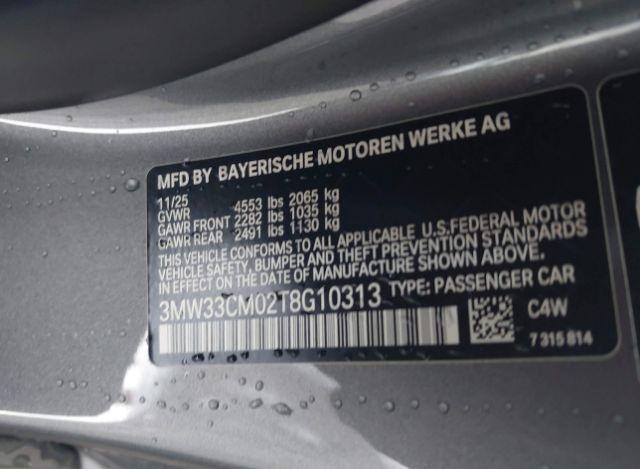 MFD BY BAYERISCHE MOTOREN WERKE AG
11/25
GVWR 4553 lbs 2065 kg
GAWR FRONT 2282 lbs 1035 kg
GAWR REAR 2491 lbs 1130 kg
THIS VEHICLE CONFORMS TO ALL APPLICABLE U.S.FEDERAL MOTOR
VEHICLE SAFETY, BUMPER AND THEFT PREVENTION STANDARDS
IN EFFECT ON THE DATE OF MANUFACTURE SHOWN ABOVE.
3MW33CM02T8G10313 TYPE: PASSENGER CAR
C4W
7 315 814